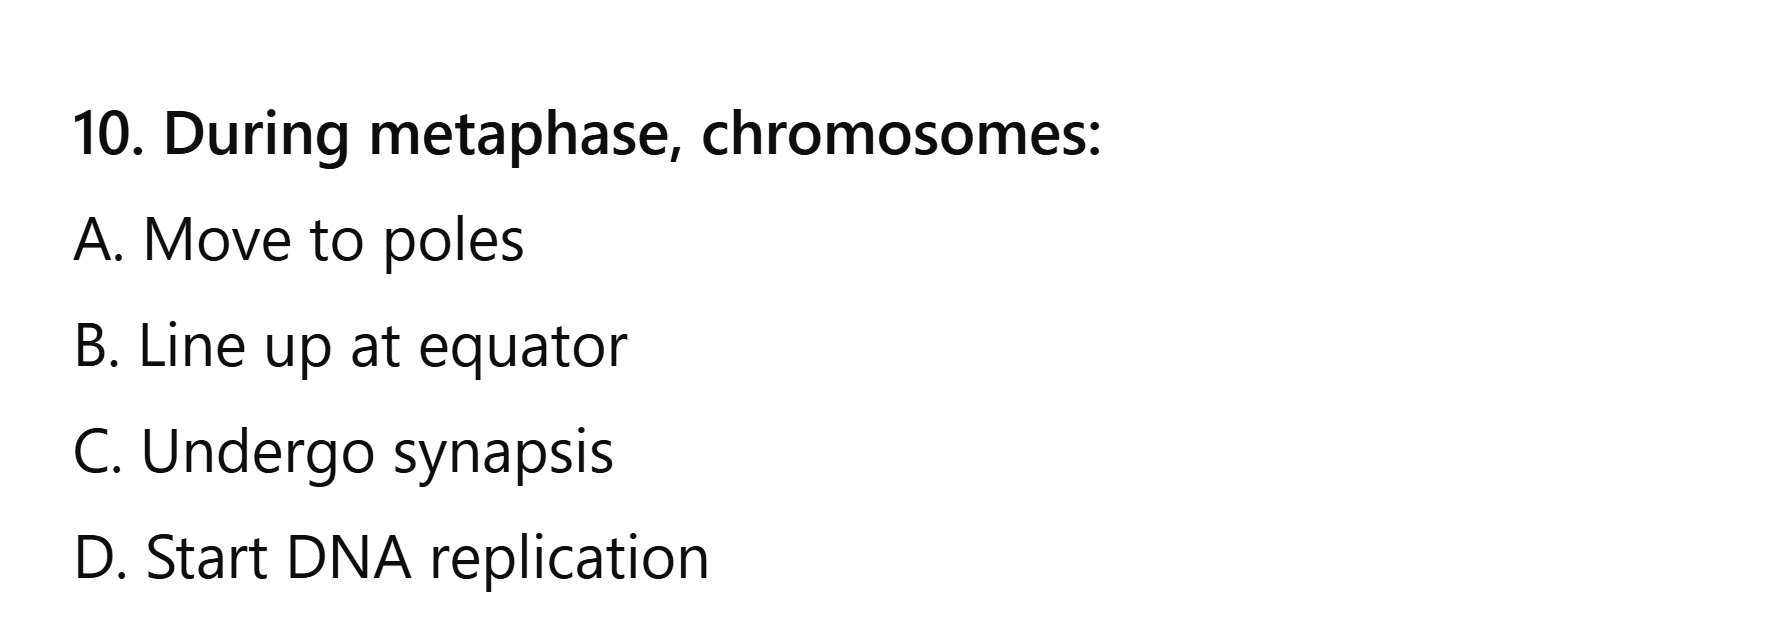 10. During metaphase, chromosomes:
A. Move to poles
B. Line up at equator
C. Undergo synapsis
D. Start DNA replication